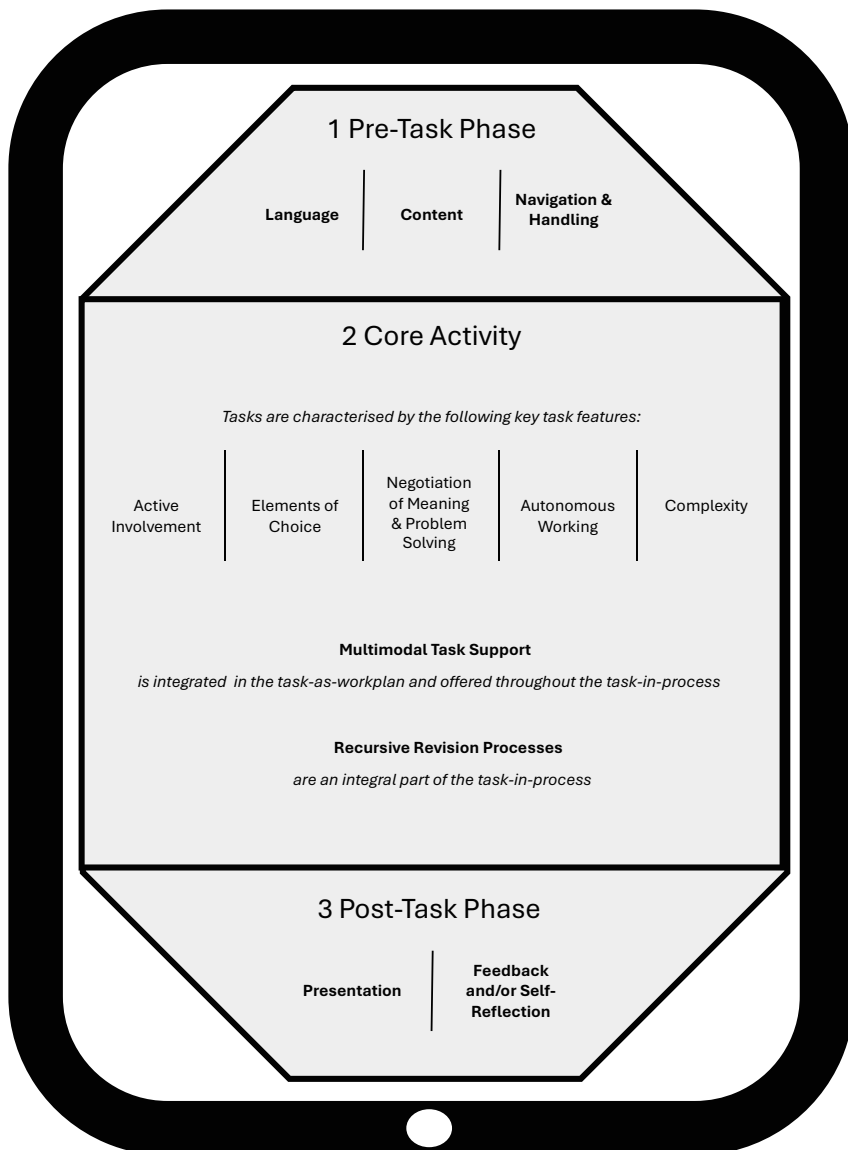 1 Pre-Task Phase
Language
Content
Navigation &
Handling
2 Core Activity
Tasks are characterised by the following key task features:
Active
Involvement
Elements of
Choice
Negotiation
of Meaning
& Problem
Solving
Autonomous
Working
Complexity
Multimodal Task Support
is integrated in the task-as-workplan and offered throughout the task-in-process
Recursive Revision Processes
are an integral part of the task-in-process
3 Post-Task Phase
Presentation
Feedback
and/or Self-
Reflection